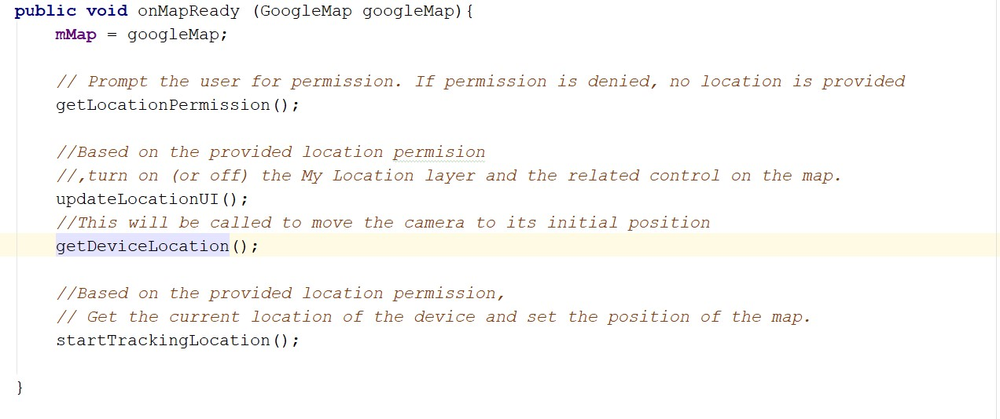 public void onMapReady (GoogleMap googleMap){
mMap = googleMap;
// Prompt the user for permission. If permission is denied, no location is provided
getLocationPermission();
//Based on the provided location permision
//,turn on (or off) the My Location layer and the related control on the map.
updateLocationUI();
//This will be called to move the camera to its initial position
getDeviceLocation();
//Based on the provided location permission,
// Get the current location of the device and set the position of the map.
startTrackingLocation();
}